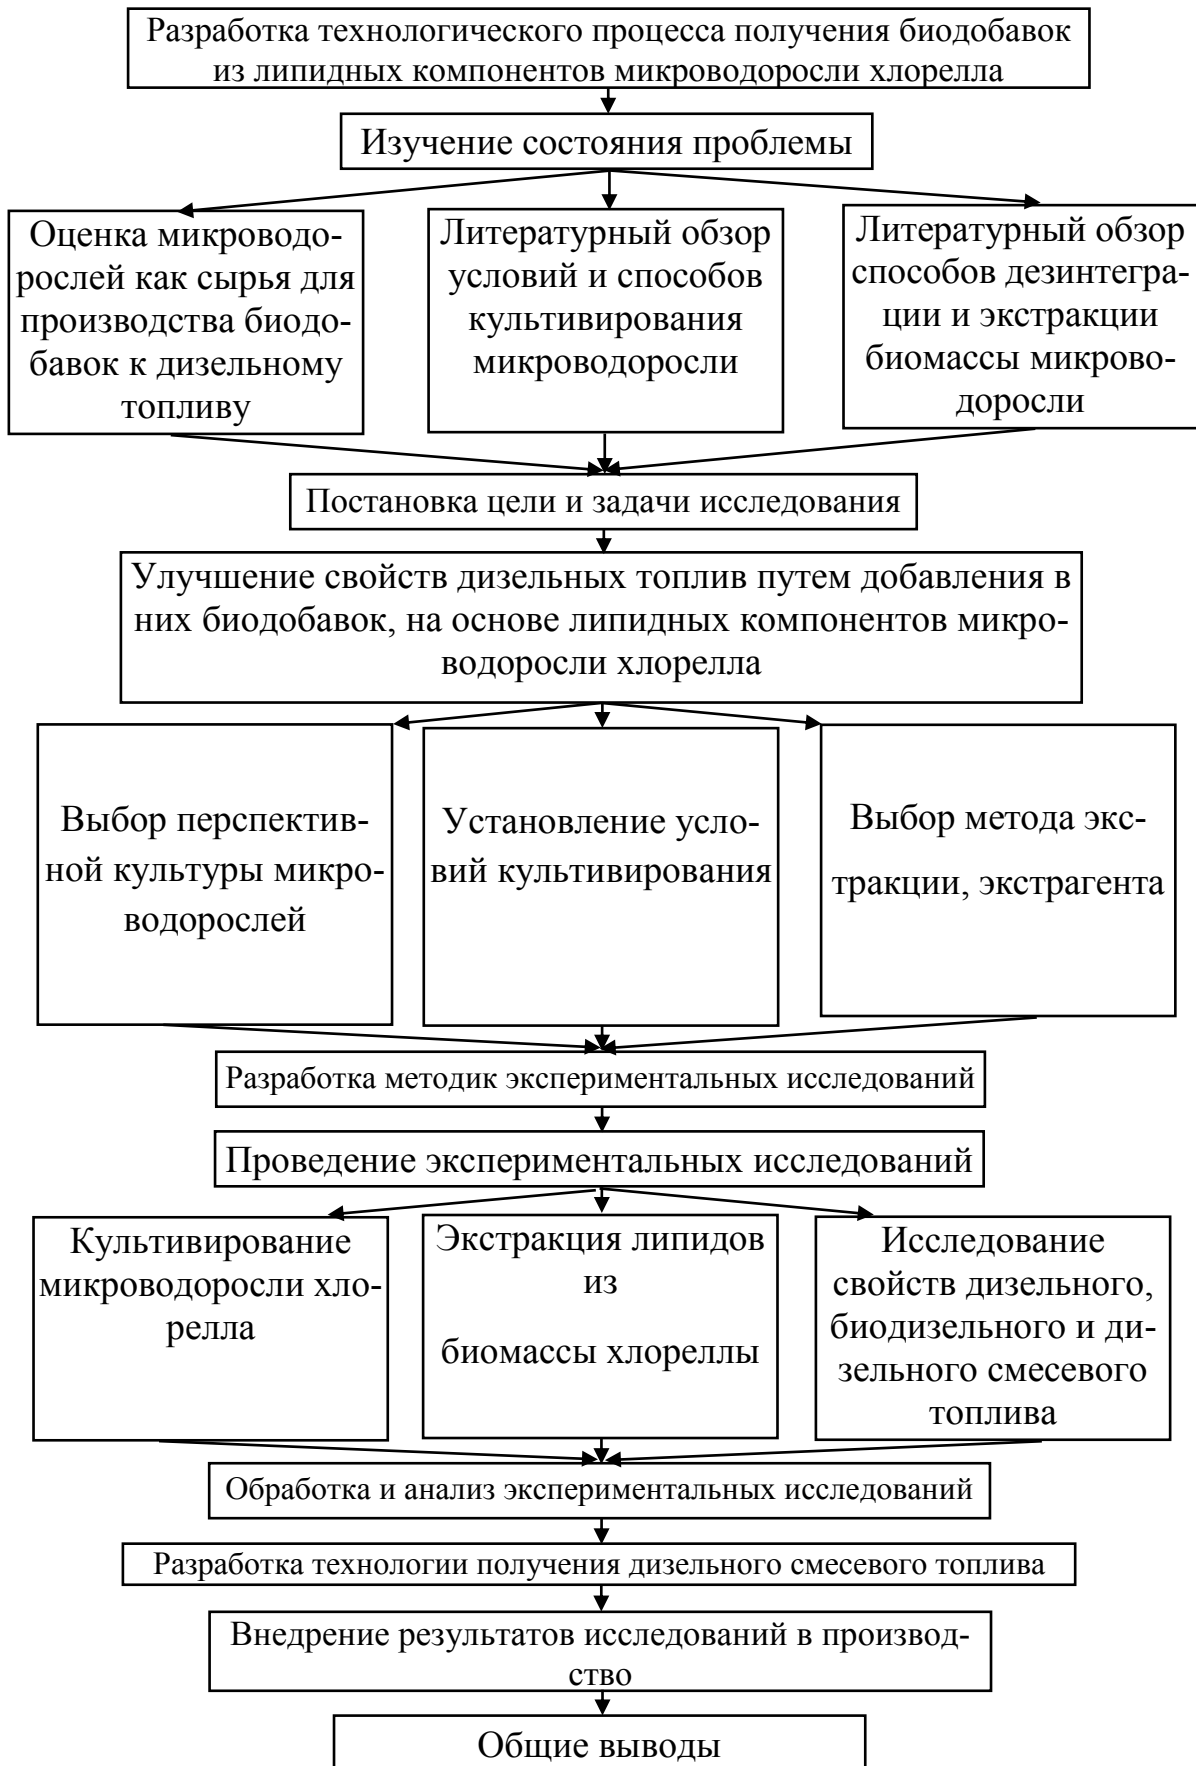 Разработка технологического процесса получения биодобавок
из липидных компонентов микроводоросли хлорелла
Изучение состояния проблемы
Оценка микроводо-
рослей как сырья для
производства биодо-
бавок к дизельному
топливу
Литературный обзор
условий и способов
культивирования
микроводоросли
Литературный обзор
способов дезинтегра-
ции и экстракции
биомассы микрово-
доросли
Постановка цели и задачи исследования
Улучшение свойств дизельных топлив путем добавления в
них биодобавок, на основе липидных компонентов микро-
водоросли хлорелла
Выбор перспектив-
ной культуры микро-
водорослей
Установление усло-
вий культивирования
Выбор метода экс-
тракции, экстрагента
Разработка методик экспериментальных исследований
Проведение экспериментальных исследований
Культивирование
микроводоросли хло-
релла
Экстракция липидов
из
биомассы хлореллы
Исследование
свойств дизельного,
биодизельного и ди-
зельного смесевого
топлива
Обработка и анализ экспериментальных исследований
Разработка технологии получения дизельного смесевого топлива
Внедрение результатов исследований в производ-
ство
Общие выводы